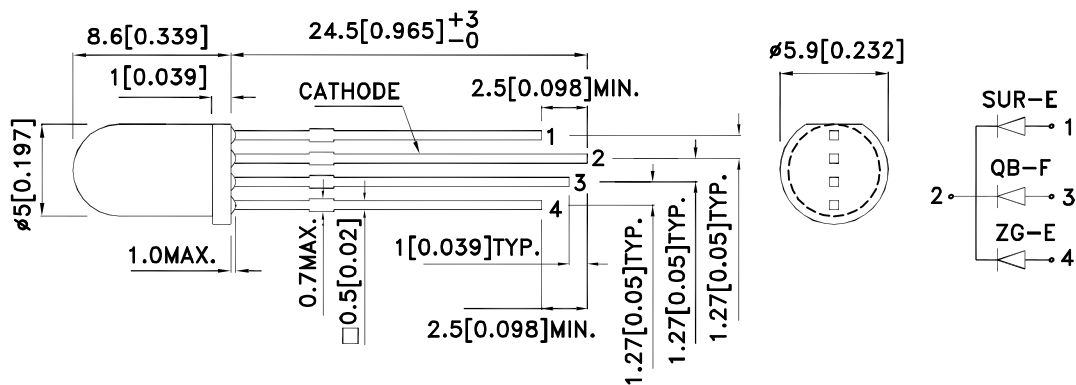 8.6[0.339]
24.5[0.965]+3
−0
1[0.039]
CATHODE
2.5[0.098]MIN.
ø5[0.197]
1
2
3
4
1.0MAX.
0.7MAX.
□0.5[0.02]
1[0.039]TYP.
2.5[0.098]MIN.
1.27[0.05]TYP.
1.27[0.05]TYP.
1.27[0.05]TYP.
ø5.9[0.232]
SUR-E
1
QB-F
2
3
ZG-E
4